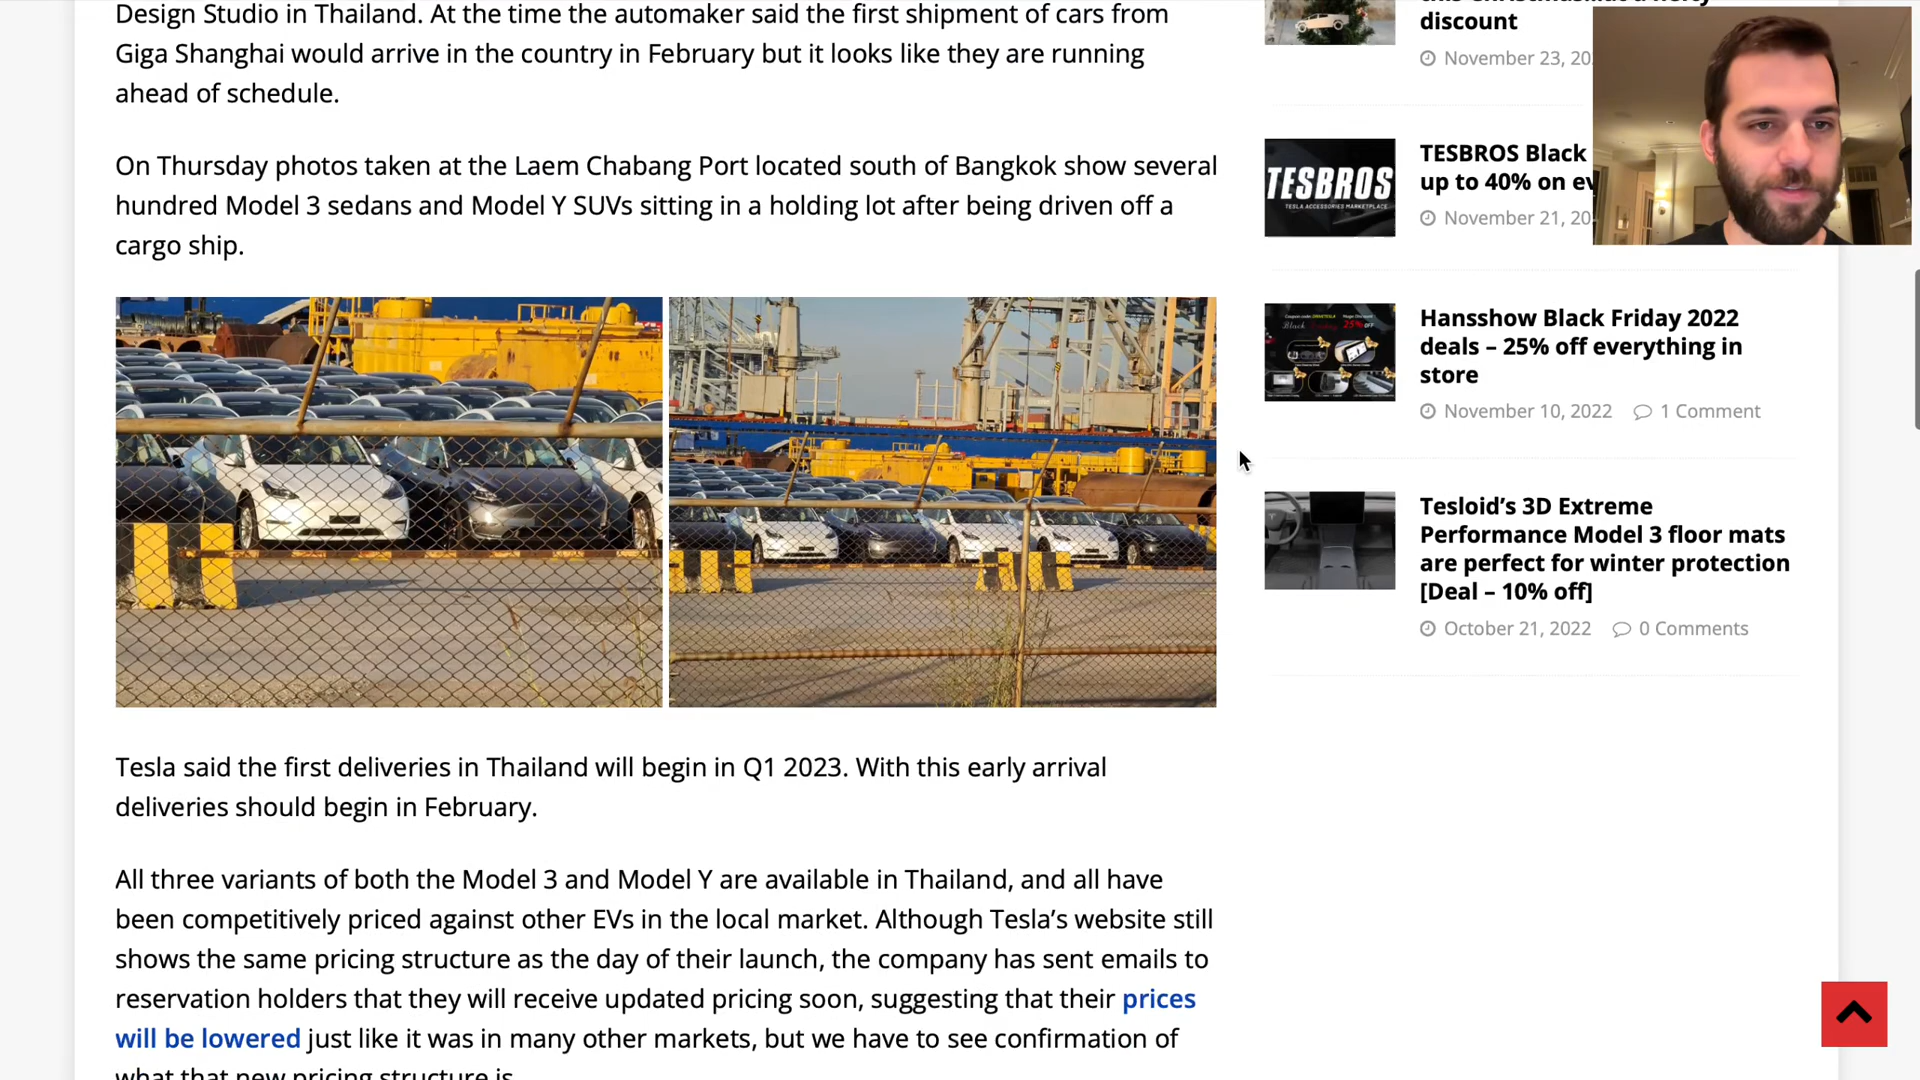 Design Studio in Thailand. At the time the automaker said the first shipment of cars from
Giga Shanghai would arrive in the country in February but it looks like they are running
ahead of schedule.
On Thursday photos taken at the Laem Chabang Port located south of Bangkok show several
hundred Model 3 sedans and Model Y SUVs sitting in a holding lot after being driven off a
cargo ship.
Tesla said the first deliveries in Thailand will begin in Q1 2023. With this early arrival
deliveries should begin in February.
All three variants of both the Model 3 and Model Y are available in Thailand, and all have
been competitively priced against other EVs in the local market. Although Tesla's website still
shows the same pricing structure as the day of their launch, the company has sent emails to
reservation holders that they will receive updated pricing soon, suggesting that their prices
will be lowered just like it was in many other markets, but we have to see confirmation of
what that new pricing structure is.
discount
November 23, 20
TESBROS
TESLA ACCESSORIES MARKETPLACE
TESBROS Black
up to 40% on ev
November 21, 20
Black Friday 25% OFF
Hansshow Black Friday 2022
deals – 25% off everything in
store
November 10, 2022 1 Comment
Tesloid's 3D Extreme
Performance Model 3 floor mats
are perfect for winter protection
[Deal – 10% off]
October 21, 2022 0 Comments